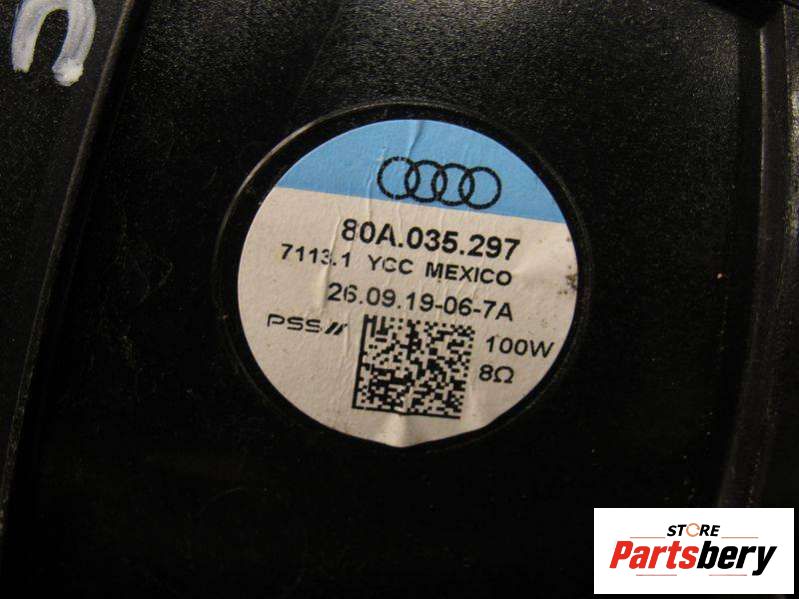 80A.035.297
7113.1 YCC MEXICO
26.09.19-06-7A
PSS
100W
8Ω
STORE
Partsbery